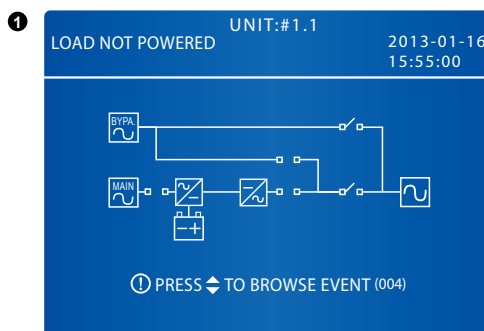 1
UNIT:#1.1
LOAD NOT POWERED
2013-01-16
15:55:00
BYPA.
MAIN
PRESS TO BROWSE EVENT (004)